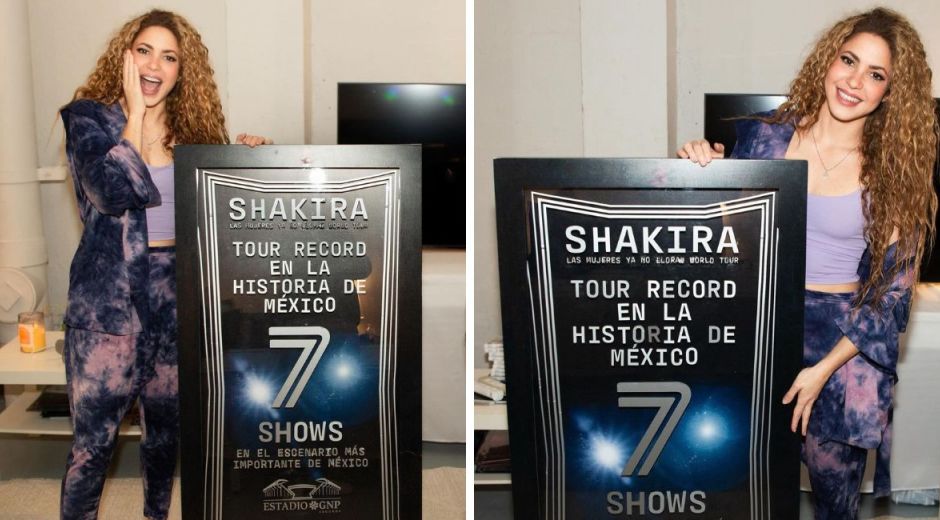 SHAKIRA
LAS MUJERES YA NO LLORAN WORLD TOUR
TOUR RECORD
EN LA
HISTORIA DE
MÉXICO
7
SHOWS
EN EL ESCENARIO MÁS
IMPORTANTE DE MÉXICO
ESTADIO GNP
SHAKIRA
LAS MUJERES YA NO LLORAN WORLD TOUR
TOUR RECORD
EN LA
HISTORIA DE
MÉXICO
7
SHOWS